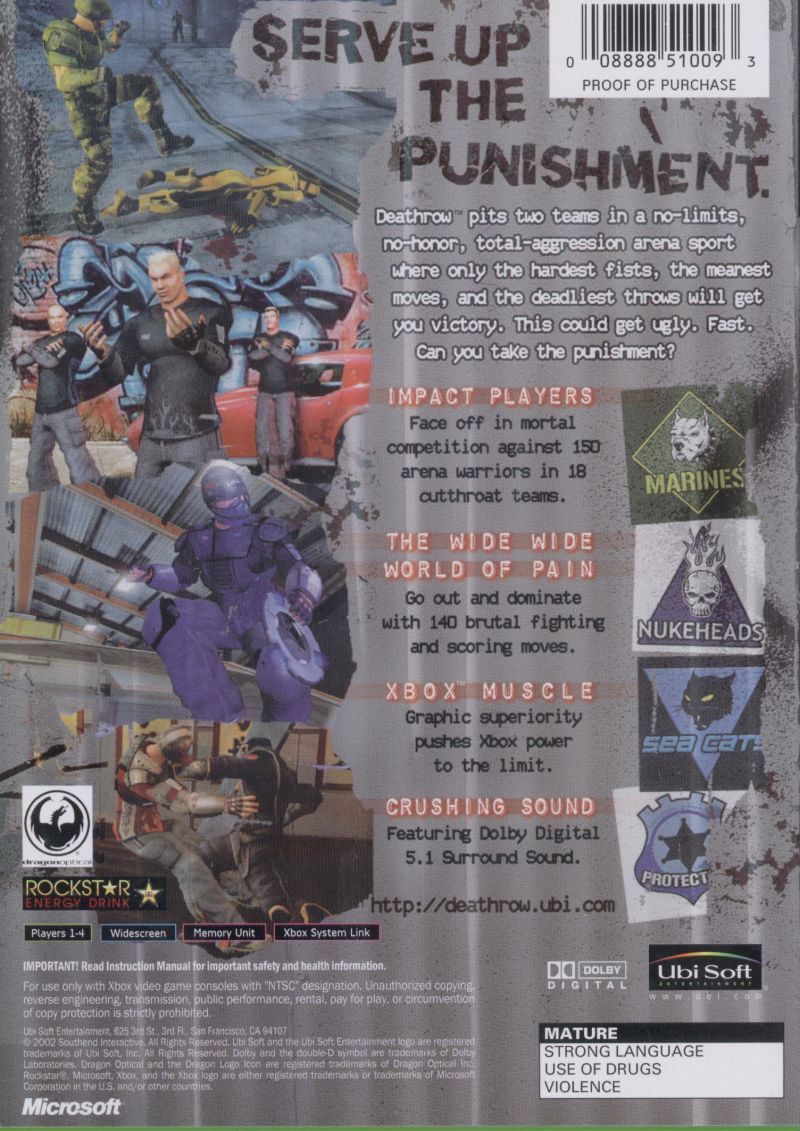 SERVE UP
THE
PUNISHMENT.
0 08888 51009 3
PROOF OF PURCHASE
Deathrow™ pits two teams in a no-limits,
no-honor, total-aggression arena sport
where only the hardest fists, the meanest
moves, and the deadliest throws will get
you victory. This could get ugly. Fast.
Can you take the punishment?
IMPACT PLAYERS
Face off in mortal
competition against 150
arena warriors in 18
cutthroat teams.
MARINES
THE WIDE WIDE
WORLD OF PAIN
Go out and dominate
with 140 brutal fighting
and scoring moves.
NUKEHEADS
XBOX™ MUSCLE
Graphic superiority
pushes Xbox power
to the limit.
SEA CATS
CRUSHING SOUND
Featuring Dolby Digital
5.1 Surround Sound.
PROTECT
http://deathrow.ubi.com
dragonoptical
ROCKSTAR
ENERGY DRINK
Players 1-4
Widescreen
Memory Unit
Xbox System Link
IMPORTANT! Read Instruction Manual for important safety and health information.
For use only with Xbox video game consoles with "NTSC" designation. Unauthorized copying,
reverse engineering, transmission, public performance, rental, pay for play, or circumvention
of copy protection is strictly prohibited.
Ubi Soft Entertainment, 625 3rd St., 3rd Fl., San Francisco, CA 94107
© 2002 Southend Interactive. All Rights Reserved. Ubi Soft and the Ubi Soft Entertainment logo are registered
trademarks of Ubi Soft, Inc. All Rights Reserved. Dolby and the double-D symbol are trademarks of Dolby
Laboratories. Dragon Optical and the Dragon Logo Icon are registered trademarks of Dragon Optical Inc.
Rockstar®. Microsoft, Xbox, and the Xbox logo are either registered trademarks or trademarks of Microsoft
Corporation in the U.S. and/or other countries.
Microsoft
DOLBY
DIGITAL
Ubi Soft
ENTERTAINMENT
www.ubi.com
MATURE
STRONG LANGUAGE
USE OF DRUGS
VIOLENCE